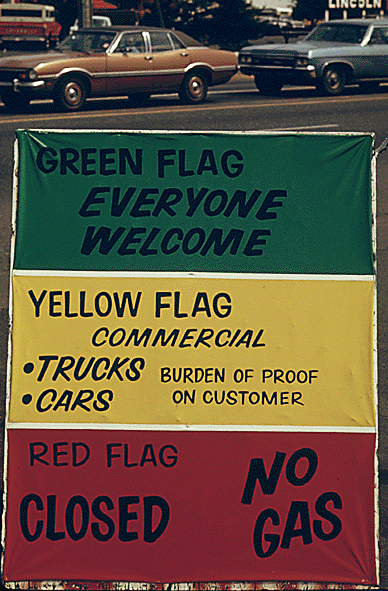 LINCOLN
GREEN FLAG
EVERYONE
WELCOME
YELLOW FLAG
COMMERCIAL
•TRUCKS
•CARS
BURDEN OF PROOF
ON CUSTOMER
RED FLAG
CLOSED
NO
GAS